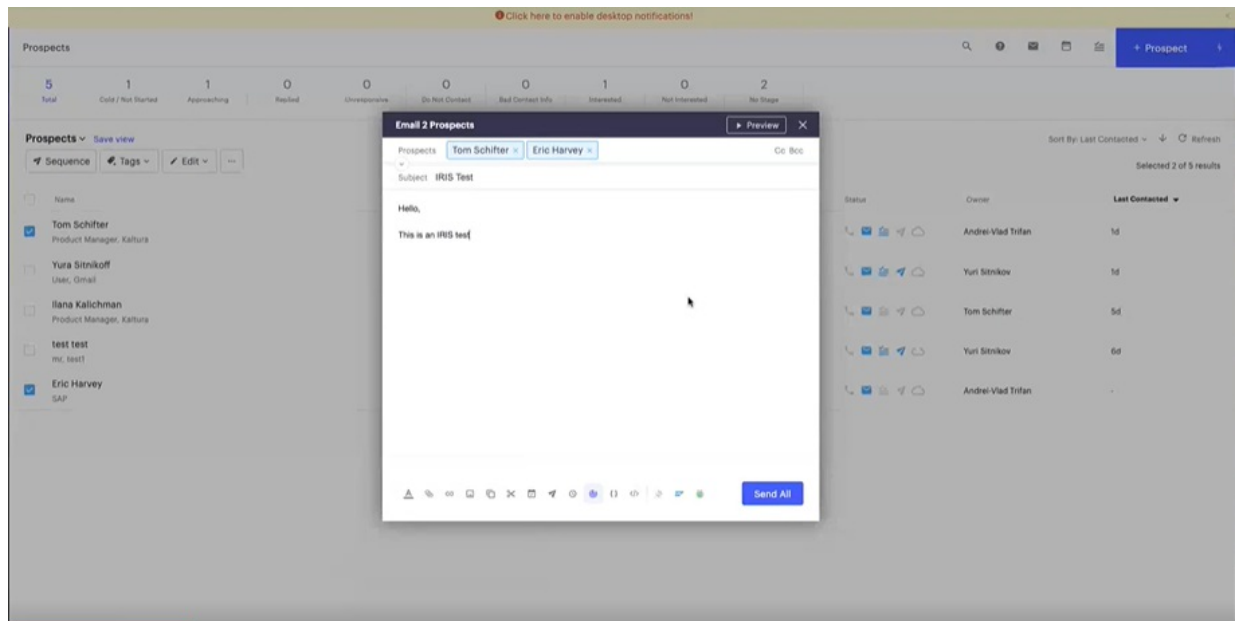 Click here to enable desktop notifications!
Prospects
+ Prospect
5 1 1 0 0 0 0 1 0 2
Total Cold / Not Started Approaching Replied Unresponsive Do Not Contact Bad Contact Info Interested Not Interested No Stage
Email 2 Prospects
Preview
Prospects Tom Schifter Eric Harvey Cc Bcc
Subject IRIS Test
Hello,
This is an IRIS test
Send All
Prospects Save view
Sort By: Last Contacted Refresh
Sequence Tags Edit ...
Selected 2 of 5 results
Name Status Owner Last Contacted
Tom Schifter Andrei-Vlad Trifan 1d
Product Manager, Kaltura
Yura Sitnikoff Yuri Sitnikov 1d
User, Gmail
Ilana Kalichman Tom Schifter 5d
Product Manager, Kaltura
test test Yuri Sitnikov 6d
mr, test1
Eric Harvey Andrei-Vlad Trifan -
SAP